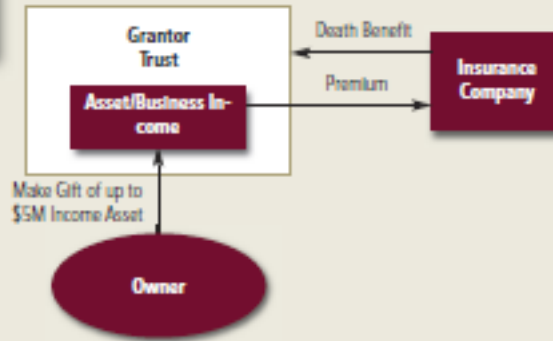 Grantor
Trust
Death Benefit
Asset/Business In-
come
Premium
Insurance
Company
Make Gift of up to
$5M Income Asset
Owner